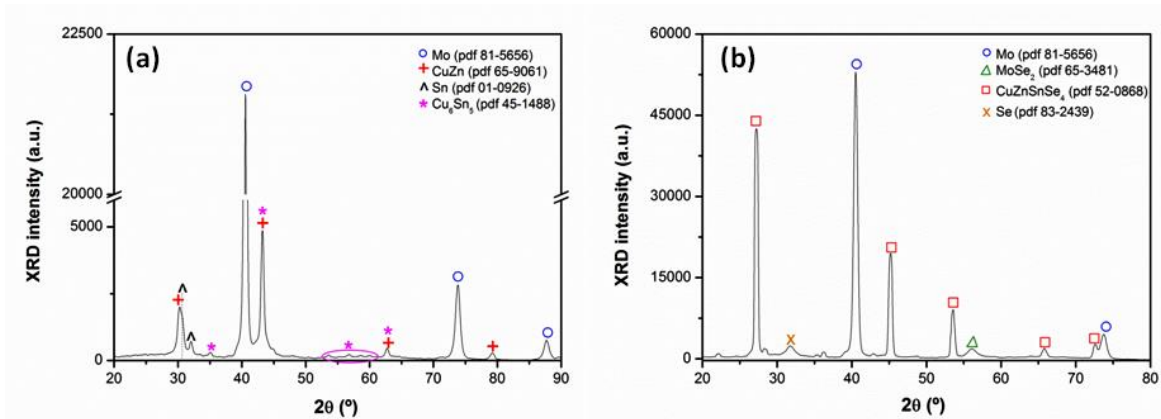 (a)
22500
20000
5000
0
XRD intensity (a.u.)
20 30 40 50 60 70 80 90
2θ (º)
Mo (pdf 81-5656)
CuZn (pdf 65-9061)
Sn (pdf 01-0926)
Cu6Sn5 (pdf 45-1488)
(b)
60000
45000
30000
15000
0
XRD intensity (a.u.)
20 30 40 50 60 70 80
2θ (º)
Mo (pdf 81-5656)
MoSe2 (pdf 65-3481)
CuZnSnSe4 (pdf 52-0868)
Se (pdf 83-2439)